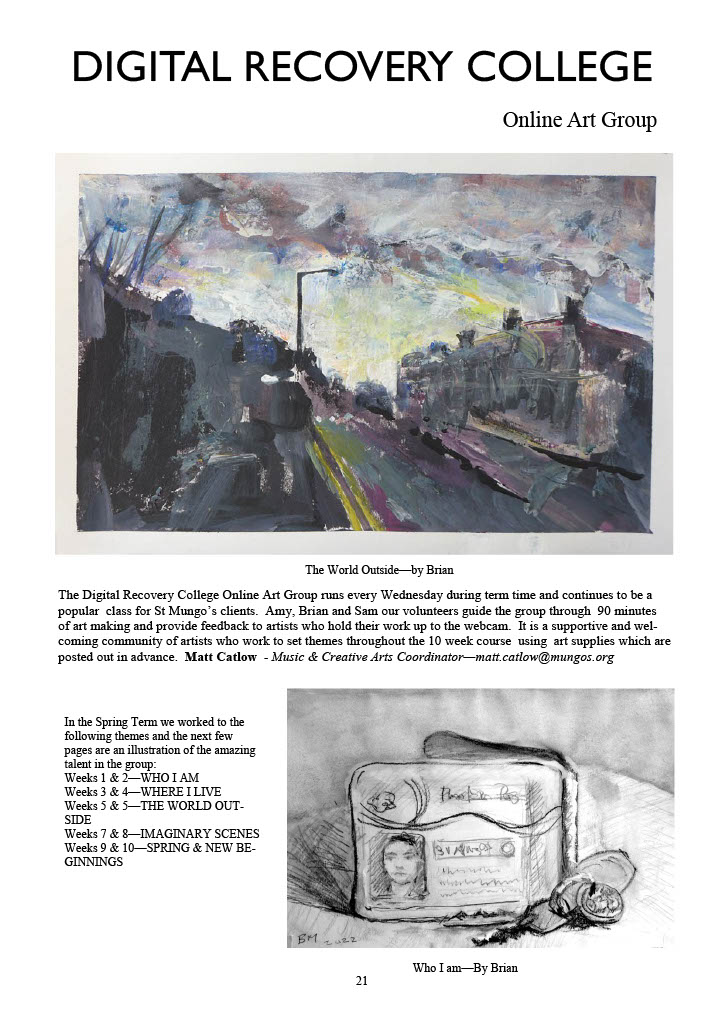 DIGITAL RECOVERY COLLEGE
Online Art Group
The World Outside—by Brian
The Digital Recovery College Online Art Group runs every Wednesday during term time and continues to be a
popular class for St Mungo's clients. Amy, Brian and Sam our volunteers guide the group through 90 minutes
of art making and provide feedback to artists who hold their work up to the webcam. It is a supportive and wel-
coming community of artists who work to set themes throughout the 10 week course using art supplies which are
posted out in advance. Matt Catlow - Music & Creative Arts Coordinator—matt.catlow@mungos.org
In the Spring Term we worked to the
following themes and the next few
pages are an illustration of the amazing
talent in the group:
Weeks 1 & 2—WHO I AM
Weeks 3 & 4—WHERE I LIVE
Weeks 5 & 5—THE WORLD OUT-
SIDE
Weeks 7 & 8—IMAGINARY SCENES
Weeks 9 & 10—SPRING & NEW BE-
GINNINGS
BM 2022
Who I am—By Brian
21